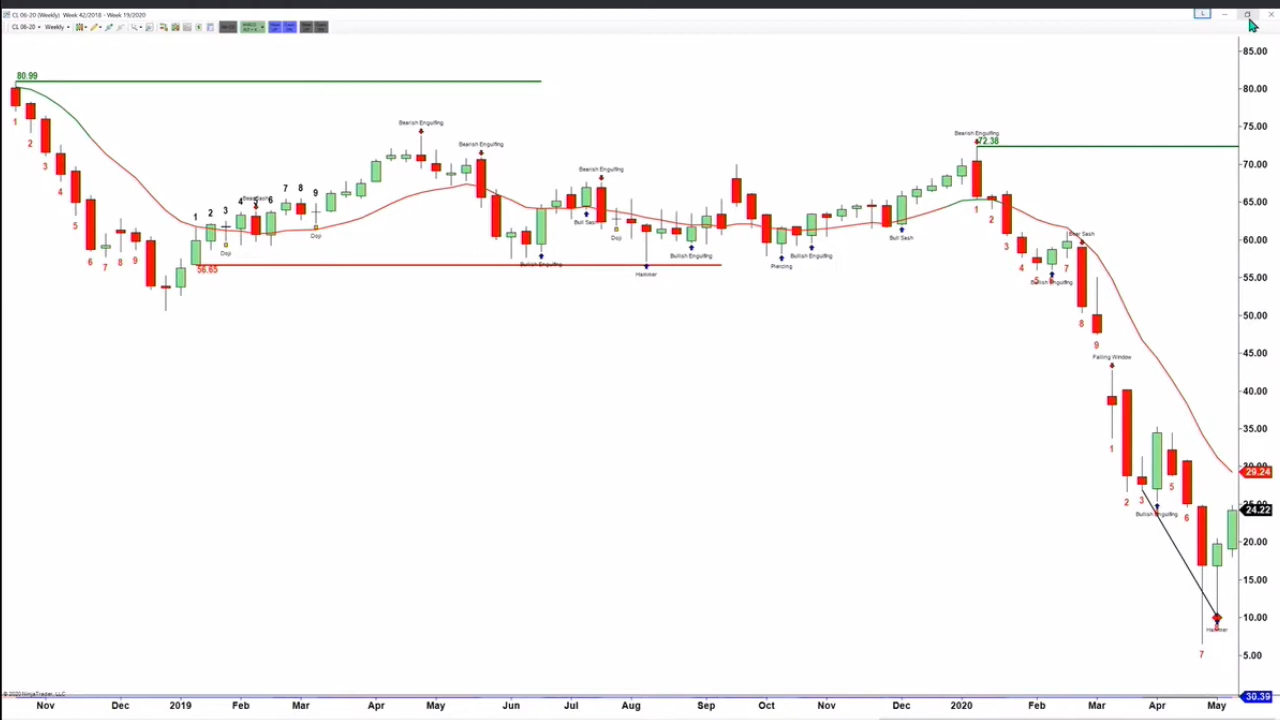 CL 06-20 (Weekly) Week 42/2018 - Week 19/2020
CL 06-20 Weekly
80.99
Bearish Engulfing
Bearish Engulfing
Bearish Engulfing
Bearish Engulfing
72.38
1 2 3 4 5 6 7 8 9
1 2 3 4 6 7 8 9
Doji
Doji
56.65
Bullish Engulfing
Bull Sash
Doji
Hammer
Bullish Engulfing
Piercing
Bullish Engulfing
Bull Sash
1 2 3 4 5 6 7 8 9
Bullish Engulfing
Bear Sash
Falling Window
1 2 3 5 6 7
Bullish Engulfing
Hammer
85.00
80.00
75.00
70.00
65.00
60.00
55.00
50.00
45.00
40.00
35.00
30.00
29.24
25.00
24.22
20.00
15.00
10.00
5.00
30.39
© 2020 NinjaTrader, LLC
Nov Dec 2019 Feb Mar Apr May Jun Jul Aug Sep Oct Nov Dec 2020 Feb Mar Apr May